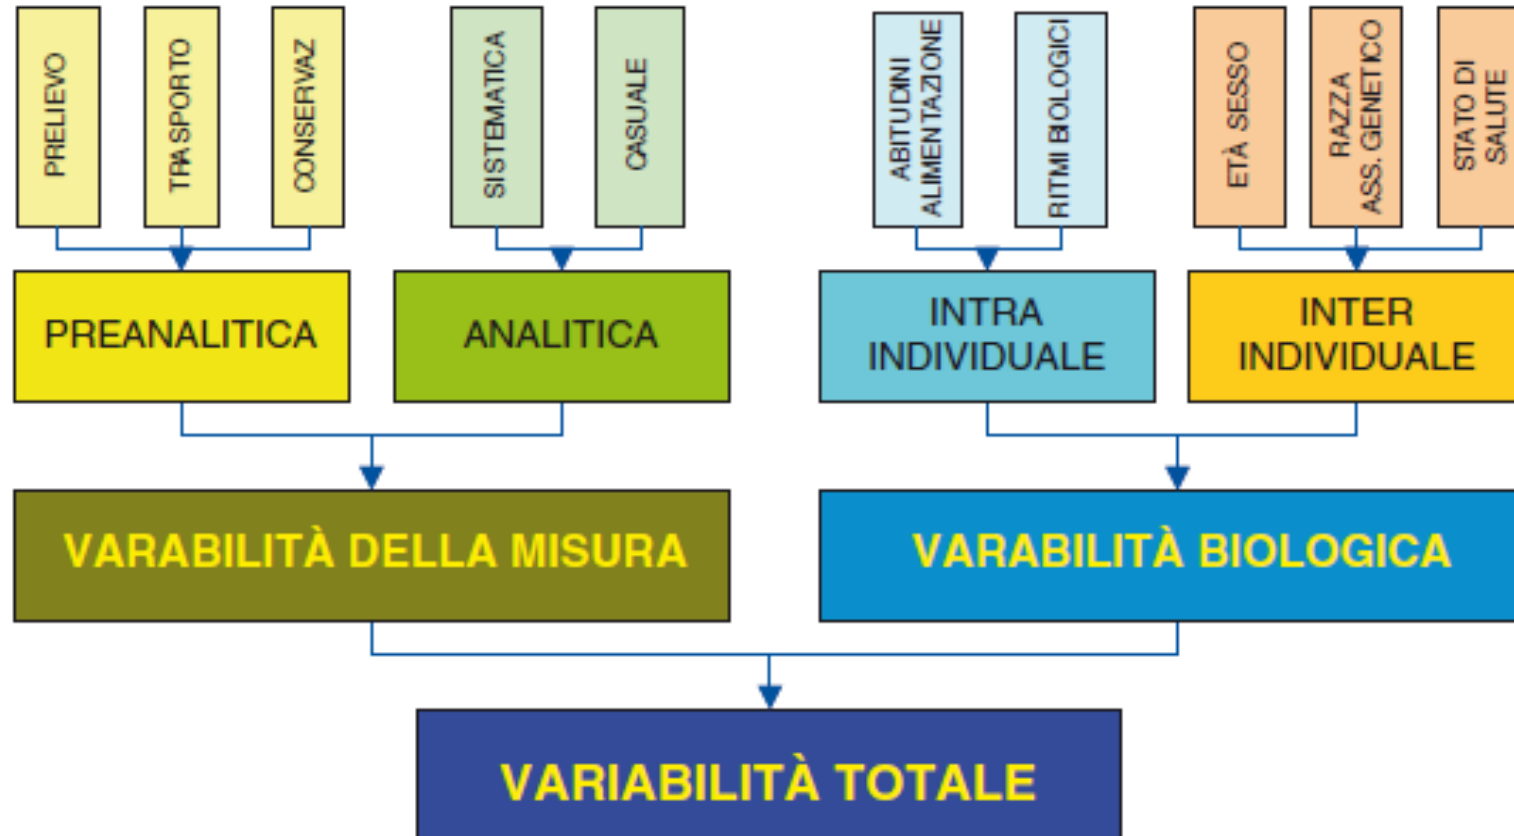 PRELIEVO
TRASPORTO
CONSERVAZ
SISTEMATICA
CASUALE
ABITUDINI
ALIMENTAZIONE
RITMI BIOLOGICI
ETÀ SESSO
RAZZA
ASS. GENETICO
STATO DI
SALUTE
PREANALITICA
ANALITICA
INTRA
INDIVIDUALE
INTER
INDIVIDUALE
VARABILITÀ DELLA MISURA
VARABILITÀ BIOLOGICA
VARIABILITÀ TOTALE